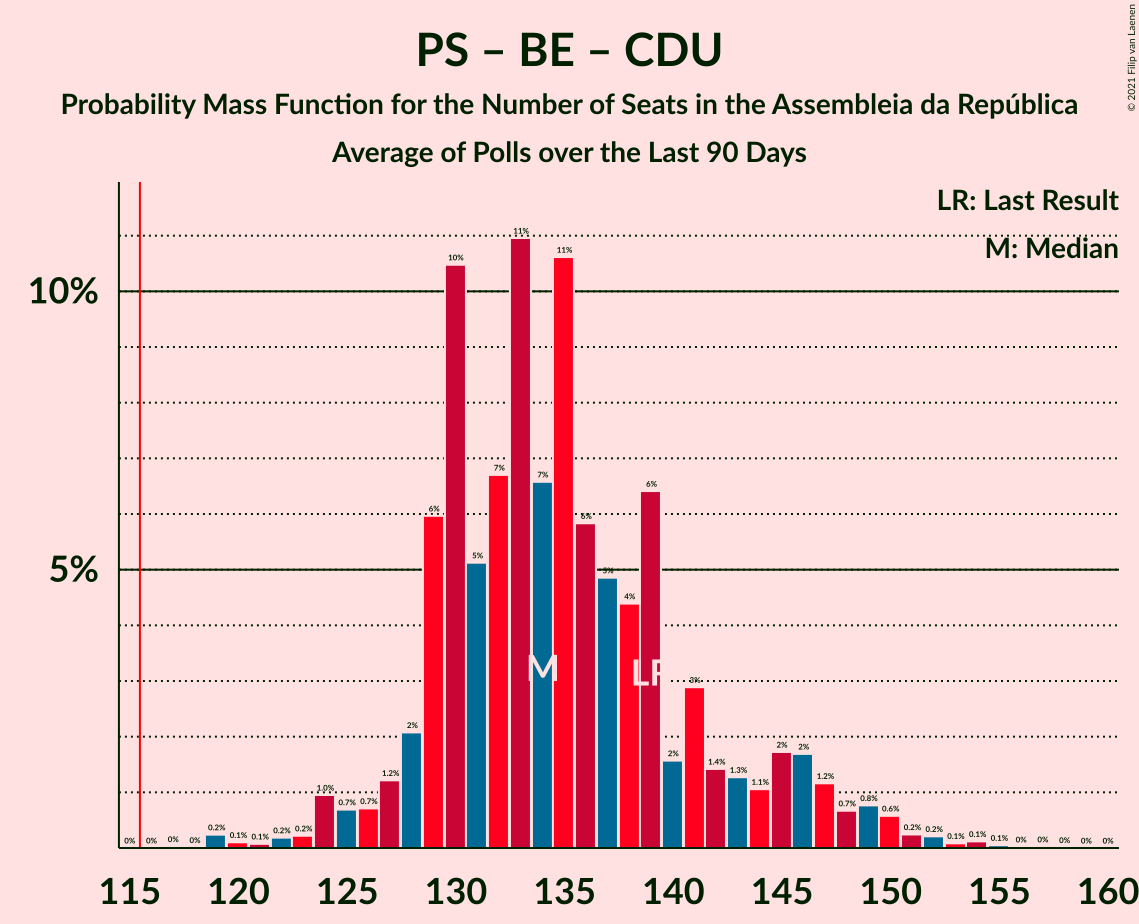 PS – BE – CDU
Probability Mass Function for the Number of Seats in the Assembleia da República
Average of Polls over the Last 90 Days
© 2021 Filip van Laenen
LR: Last Result
M: Median
10%
5%
0% 0% 0% 0% 0.2% 0.1% 0.1% 0.2% 0.2% 1.0% 0.7% 0.7% 1.2% 2% 6% 10% 5% 7% 11% 7% 11% 6% 5% 4% 6% 2% 3% 1.4% 1.3% 1.1% 2% 2% 1.2% 0.7% 0.8% 0.6% 0.2% 0.2% 0.1% 0.1% 0.1% 0% 0% 0% 0% 0%
M LR
115 120 125 130 135 140 145 150 155 160